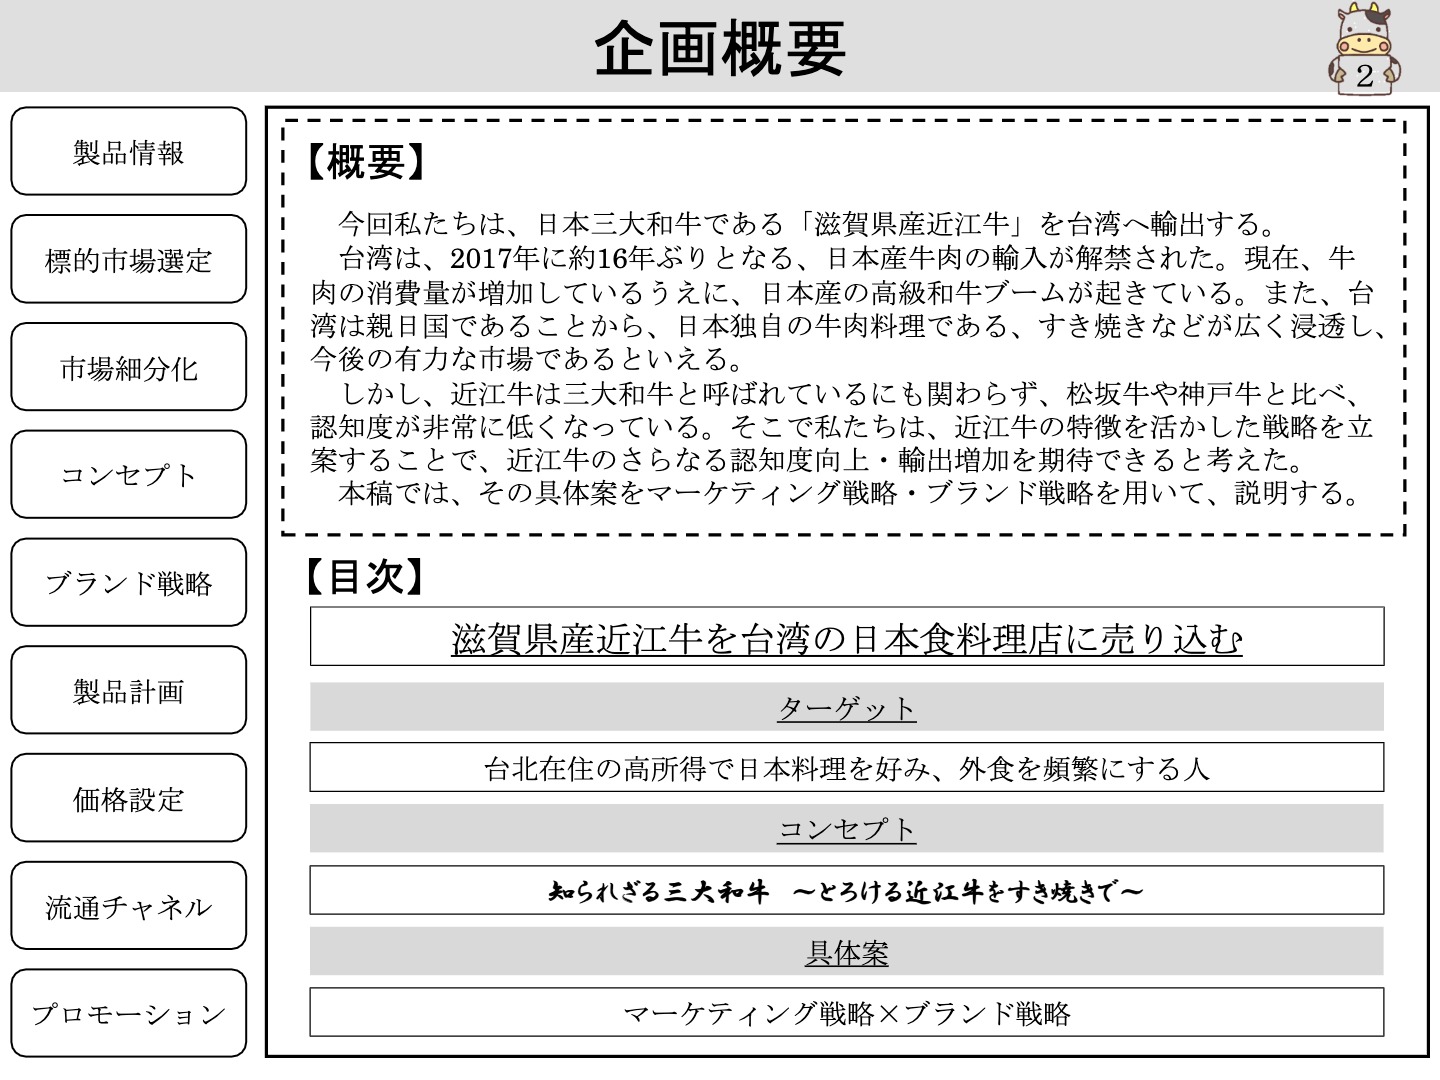 企画概要
2
製品情報
標的市場選定
市場細分化
コンセプト
ブランド戦略
製品計画
価格設定
流通チャネル
プロモーション
【概要】
今回私たちは、日本三大和牛である「滋賀県産近江牛」を台湾へ輸出する。
台湾は、2017年に約16年ぶりとなる、日本産牛肉の輸入が解禁された。現在、牛
肉の消費量が増加しているうえに、日本産の高級和牛ブームが起きている。また、台
湾は親日国であることから、日本独自の牛肉料理である、すき焼きなどが広く浸透し、
今後の有力な市場であるといえる。
しかし、近江牛は三大和牛と呼ばれているにも関わらず、松坂牛や神戸牛と比べ、
認知度が非常に低くなっている。そこで私たちは、近江牛の特徴を活かした戦略を立
案することで、近江牛のさらなる認知度向上・輸出増加を期待できると考えた。
本稿では、その具体案をマーケティング戦略・ブランド戦略を用いて、説明する。
【目次】
滋賀県産近江牛を台湾の日本食料理店に売り込む
ターゲット
台北在住の高所得で日本料理を好み、外食を頻繁にする人
コンセプト
知られざる三大和牛　～とろける近江牛をすき焼きで～
具体案
マーケティング戦略×ブランド戦略